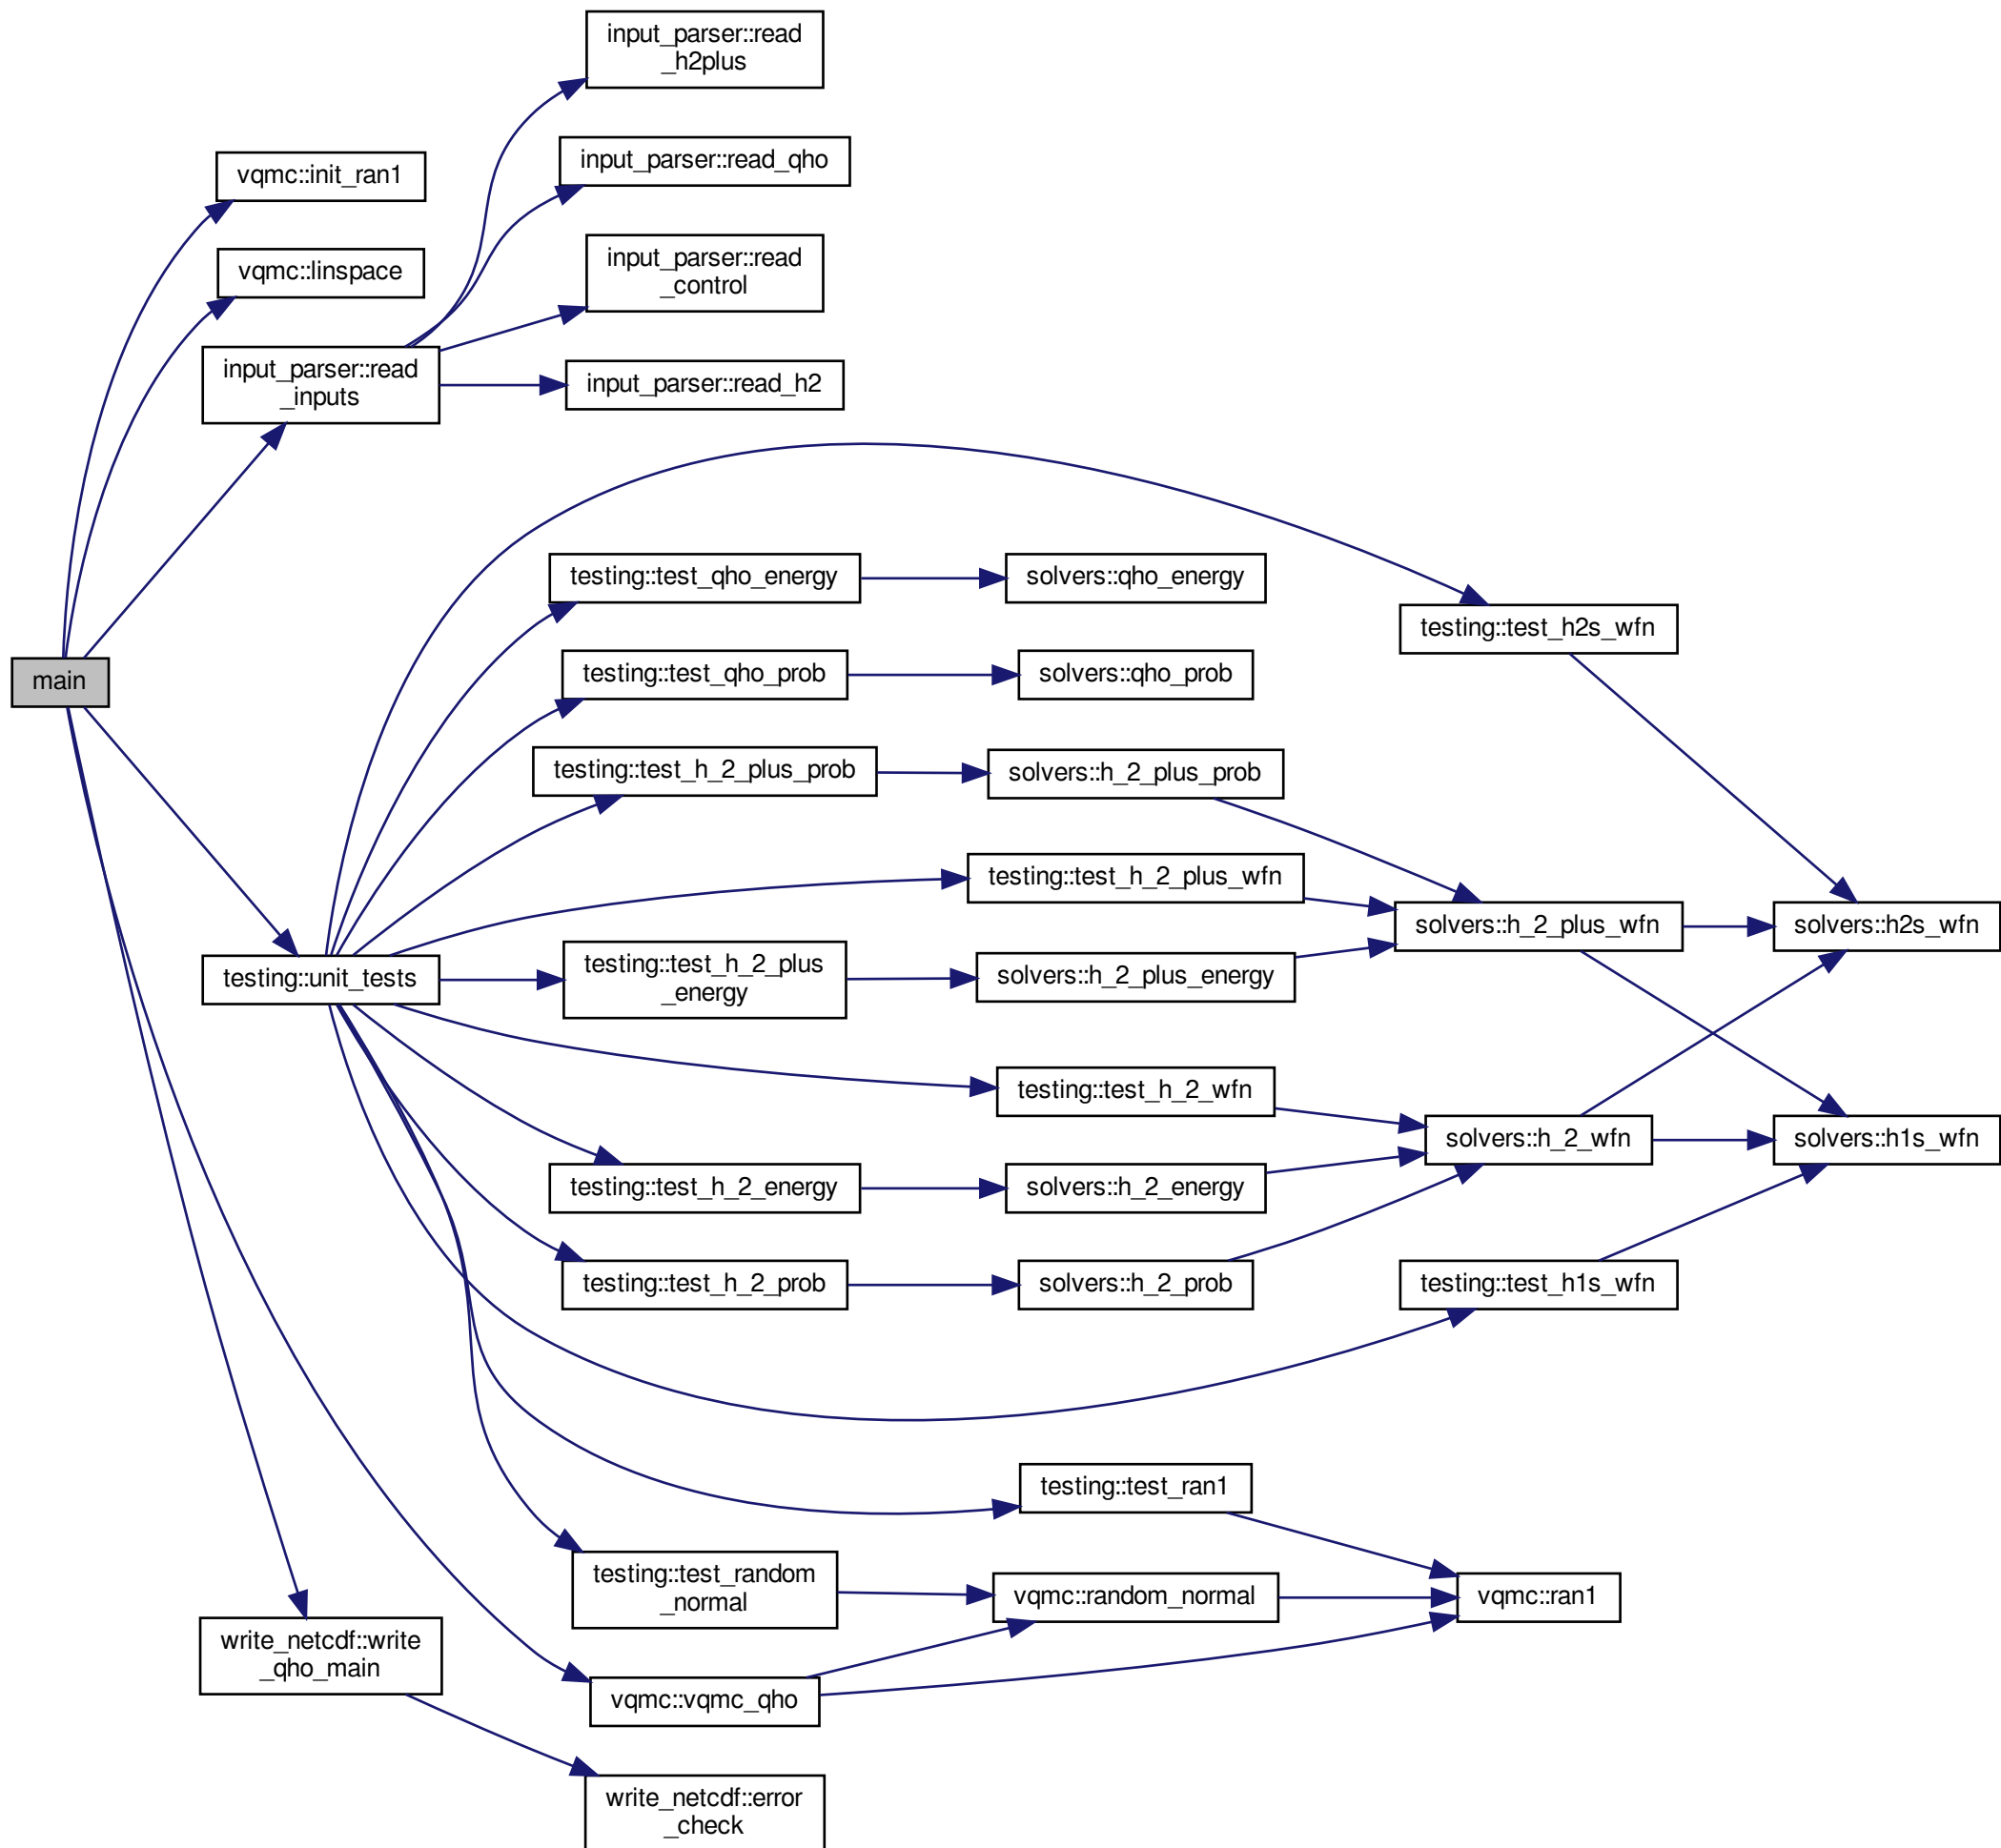 input_parser::read
_h2plus
input_parser::read_qho
vqmc::init_ran1
input_parser::read
_control
vqmc::linspace
input_parser::read
_inputs
input_parser::read_h2
testing::test_qho_energy
solvers::qho_energy
testing::test_h2s_wfn
main
testing::test_qho_prob
solvers::qho_prob
testing::test_h_2_plus_prob
solvers::h_2_plus_prob
testing::test_h_2_plus_wfn
solvers::h_2_plus_wfn
solvers::h2s_wfn
testing::unit_tests
testing::test_h_2_plus
_energy
solvers::h_2_plus_energy
testing::test_h_2_wfn
solvers::h_2_wfn
solvers::h1s_wfn
testing::test_h_2_energy
solvers::h_2_energy
testing::test_h_2_prob
solvers::h_2_prob
testing::test_h1s_wfn
testing::test_ran1
testing::test_random
_normal
vqmc::random_normal
vqmc::ran1
write_netcdf::write
_qho_main
vqmc::vqmc_qho
write_netcdf::error
_check